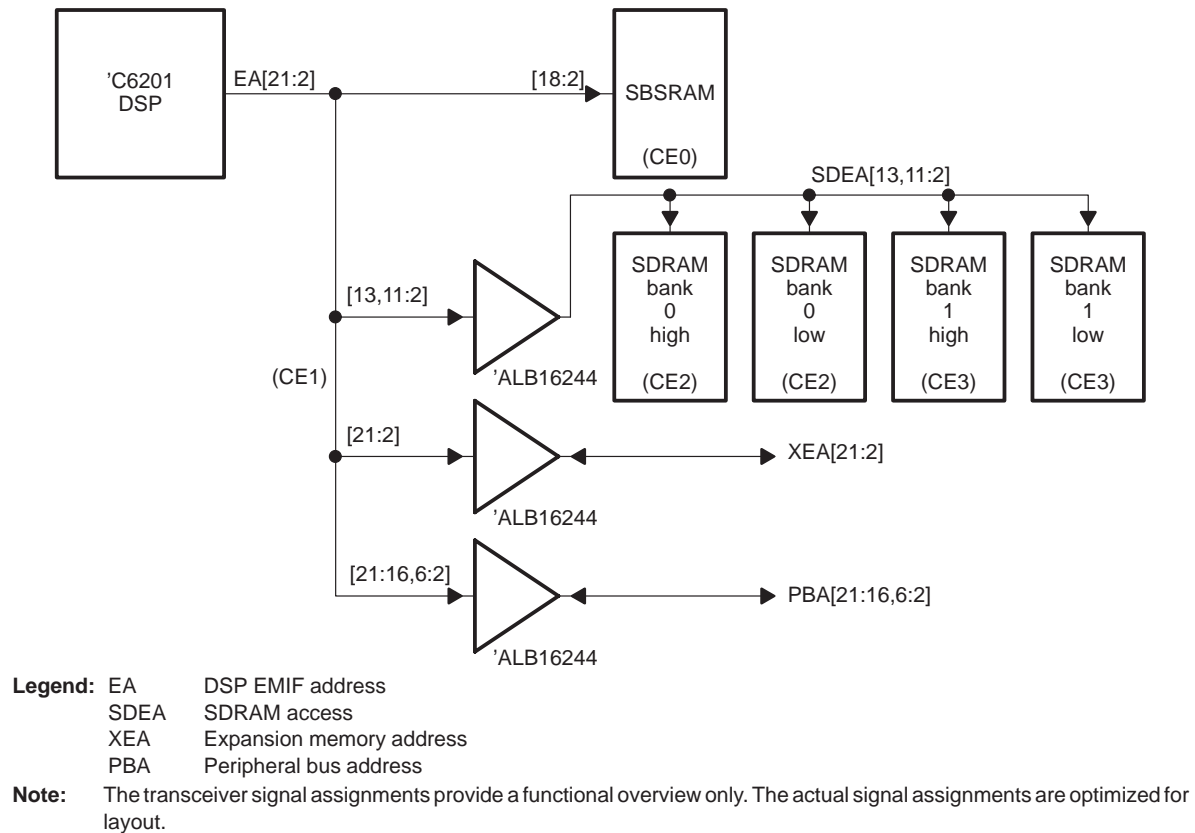 'C6201
DSP
EA[21:2]
[18:2]
SBSRAM
(CE0)
SDEA[13,11:2]
SDRAM
bank
0
high
(CE2)
SDRAM
bank
0
low
(CE2)
SDRAM
bank
1
high
(CE3)
SDRAM
bank
1
low
(CE3)
[13,11:2]
'ALB16244
(CE1)
[21:2]
XEA[21:2]
'ALB16244
[21:16,6:2]
PBA[21:16,6:2]
'ALB16244
Legend: EA DSP EMIF address
SDEA SDRAM access
XEA Expansion memory address
PBA Peripheral bus address
Note: The transceiver signal assignments provide a functional overview only. The actual signal assignments are optimized for
layout.